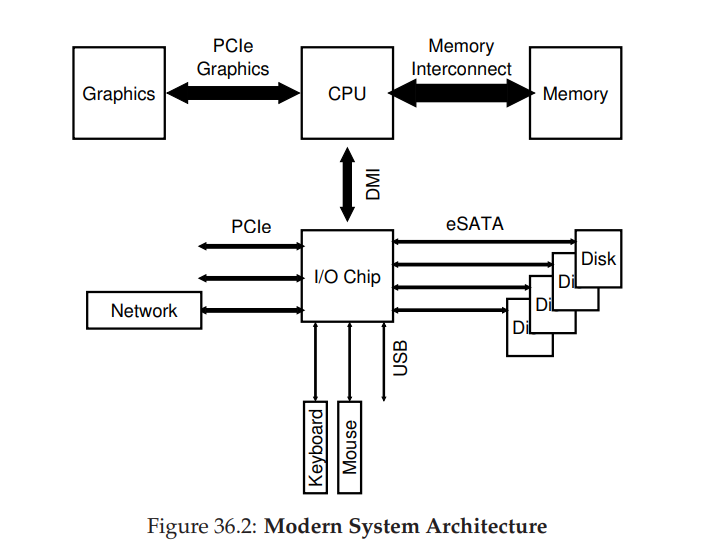 PCIe
Graphics
Memory
Interconnect
Graphics
CPU
Memory
DMI
PCIe
eSATA
I/O Chip
Disk
Di
Di
Di
Network
USB
Keyboard
Mouse
Figure 36.2: Modern System Architecture